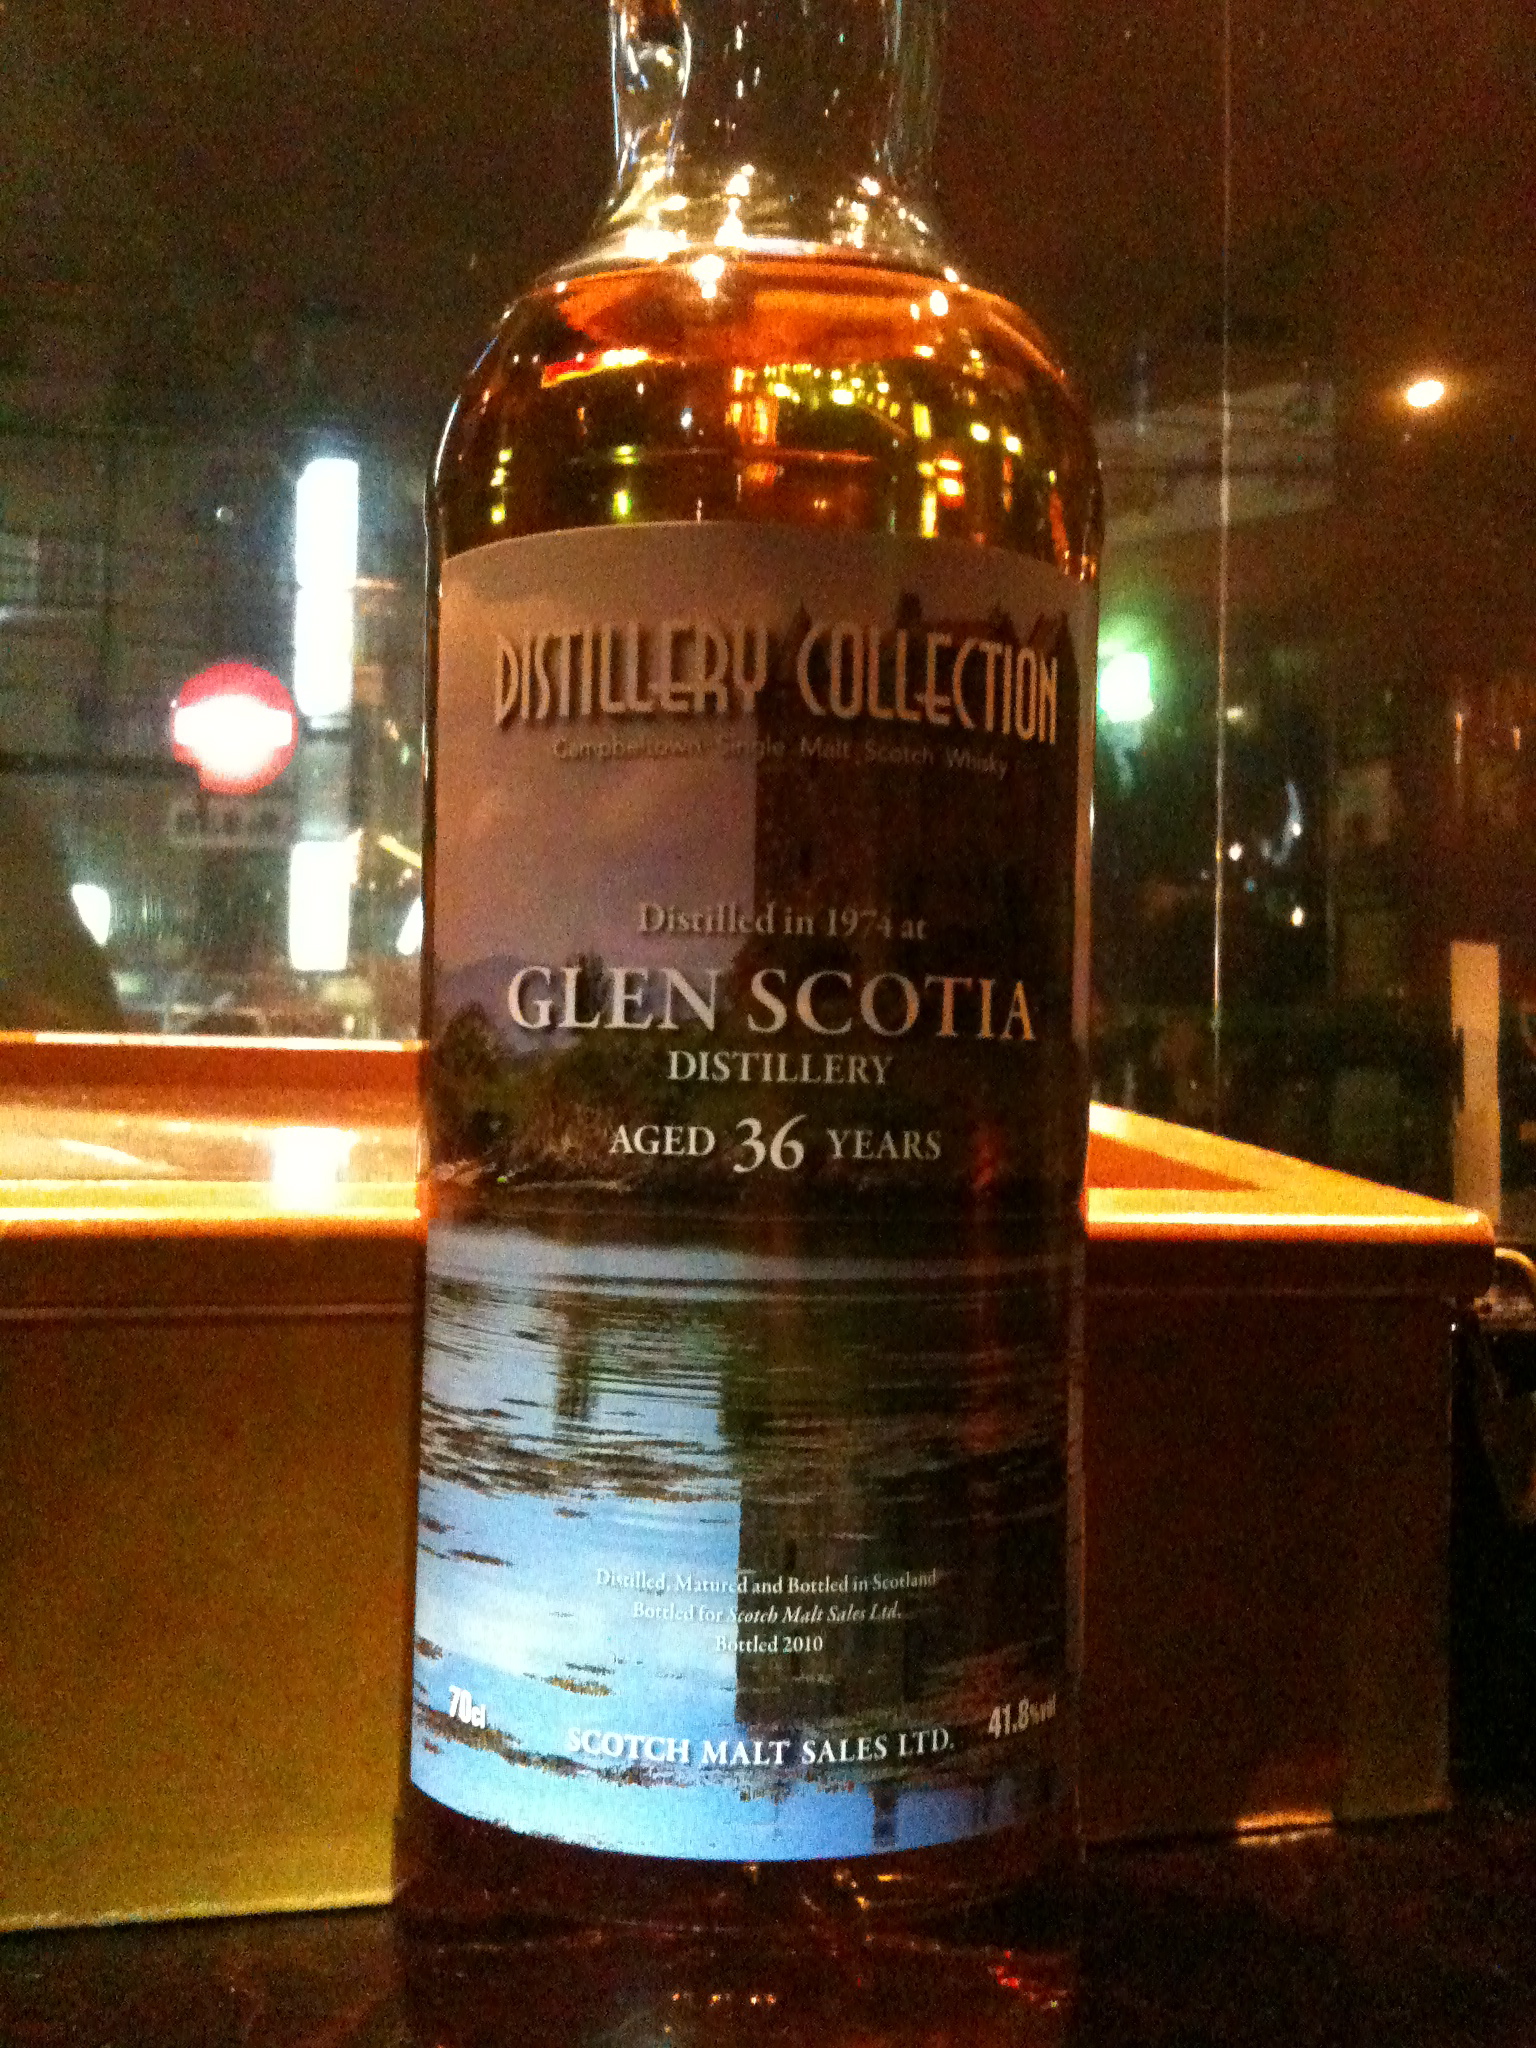 DISTILLERY COLLECTION
Campbeltown Single Malt Scotch Whisky
Distilled in 1974 at
GLEN SCOTIA
DISTILLERY
AGED 36 YEARS
Distilled, Matured and Bottled in Scotland
Bottled for Scotch Malt Sales Ltd.
Bottled 2010
70cl
41.8%vol
SCOTCH MALT SALES LTD.